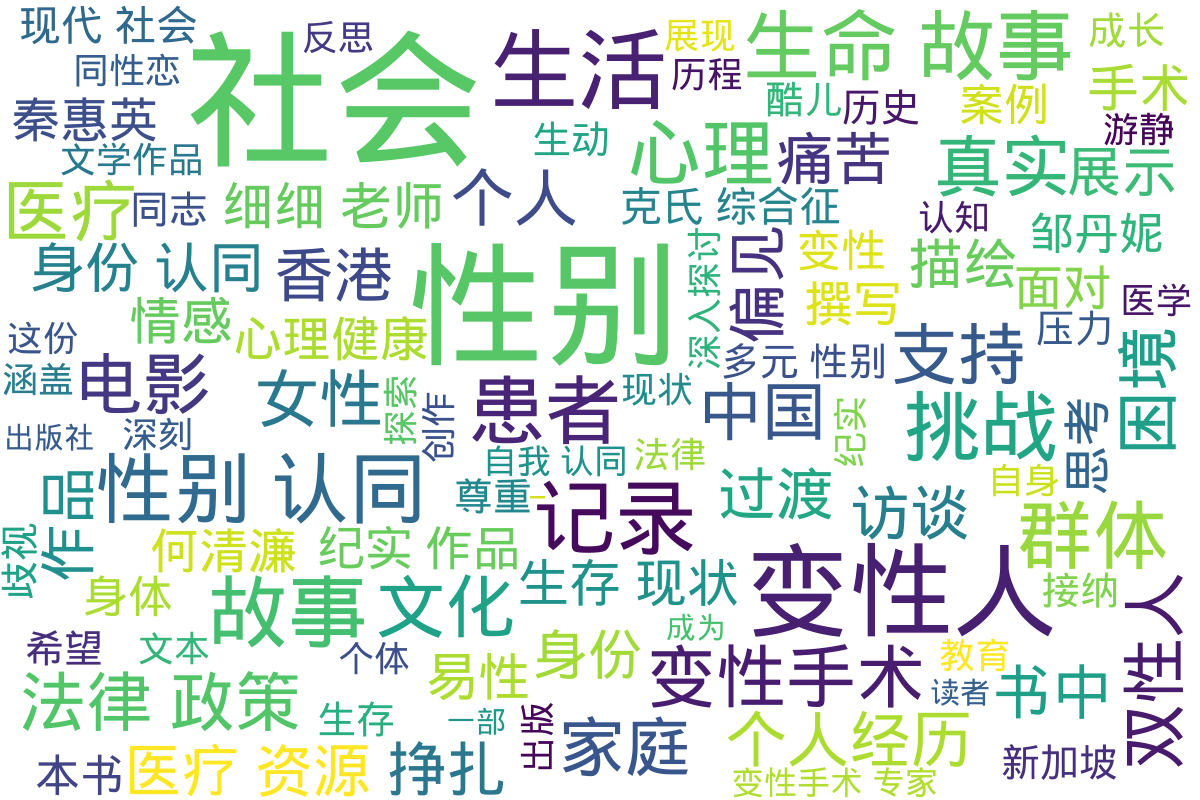 现代 社会
反思
社会
生活
展现
生命 故事
成长
同性恋
历程
酷儿
历史
案例
手术
秦惠英
文学作品
生动
心理
痛苦
真实
展示
游静
医疗
同志
细细 老师
个人
克氏 综合征
认知
邹丹妮
身份 认同
香港
性别
深入探讨
偏见
变性
描绘
面对
医学
情感
心理健康
撰写
压力
这份
涵盖
电影
女性
探索
创作
患者
现状
多元 性别
中国
支持
纪实
挑战
思考
困境
出版社
深刻
自我 认同
法律
作品
性别 认同
尊重
一
记录
过渡
访谈
自身
群体
歧视
何清濂
纪实 作品
生存 现状
变性人
接纳
身体
故事
文化
成为
双性人
希望
文本
个体
易性
身份
变性手术
教育
读者
书中
法律 政策
生存
一部
出版
家庭
个人经历
新加坡
本书
医疗 资源
挣扎
变性手术 专家